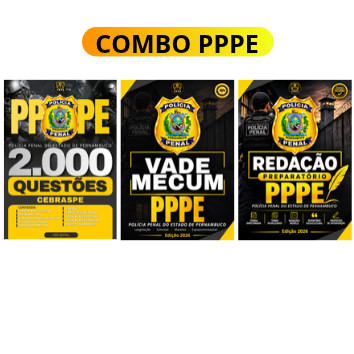 COMBO PPPE
PPPE
POLÍCIA
PENAL
POLÍCIA PENAL DO ESTADO DE PERNAMBUCO
2.000
QUESTÕES
CEBRASPE
POLÍCIA
PENAL
VADE
MECUM
PPPE
POLÍCIA PENAL DO ESTADO DE PERNAMBUCO
Edição 2026
POLÍCIA
PENAL
REDAÇÃO
PREPARATÓRIO
PPPE
POLÍCIA PENAL DO ESTADO DE PERNAMBUCO
Edição 2026